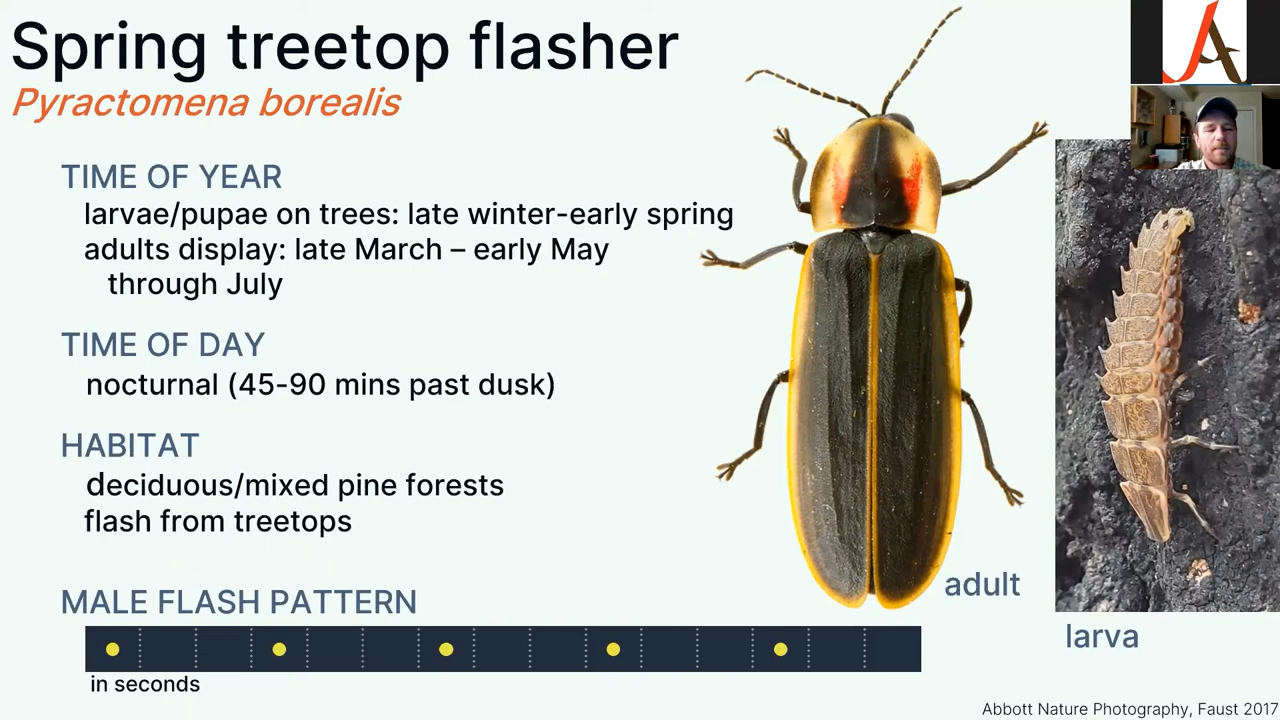 Spring treetop flasher
Pyractomena borealis
TIME OF YEAR
larvae/pupae on trees: late winter-early spring
adults display: late March – early May
through July
TIME OF DAY
nocturnal (45-90 mins past dusk)
HABITAT
deciduous/mixed pine forests
flash from treetops
MALE FLASH PATTERN
in seconds
adult
larva
Abbott Nature Photography, Faust 2017